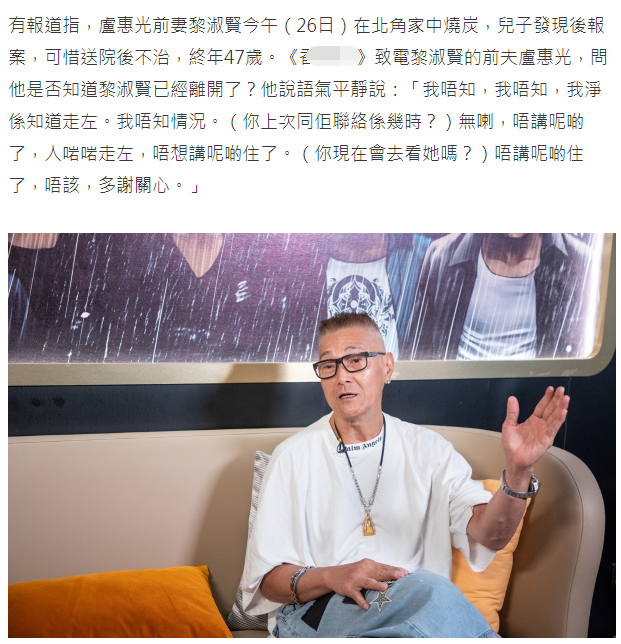 有報道指，盧惠光前妻黎淑賢今午（26日）在北角家中燒炭，兒子發現後報
案，可惜送院後不治，終年47歲。《 》致電黎淑賢的前夫盧惠光，問
他是否知道黎淑賢已經離開了？他說語氣平靜說：「我唔知，我唔知，我淨
係知道走左。我唔知情況。（你上次同佢聯絡係幾時？）無喇，唔講呢啲
了，人啱啱走左，唔想講呢啲住了。（你現在會去看她嗎？）唔講呢啲住
了，唔該，多謝關心。」
Palm Angels